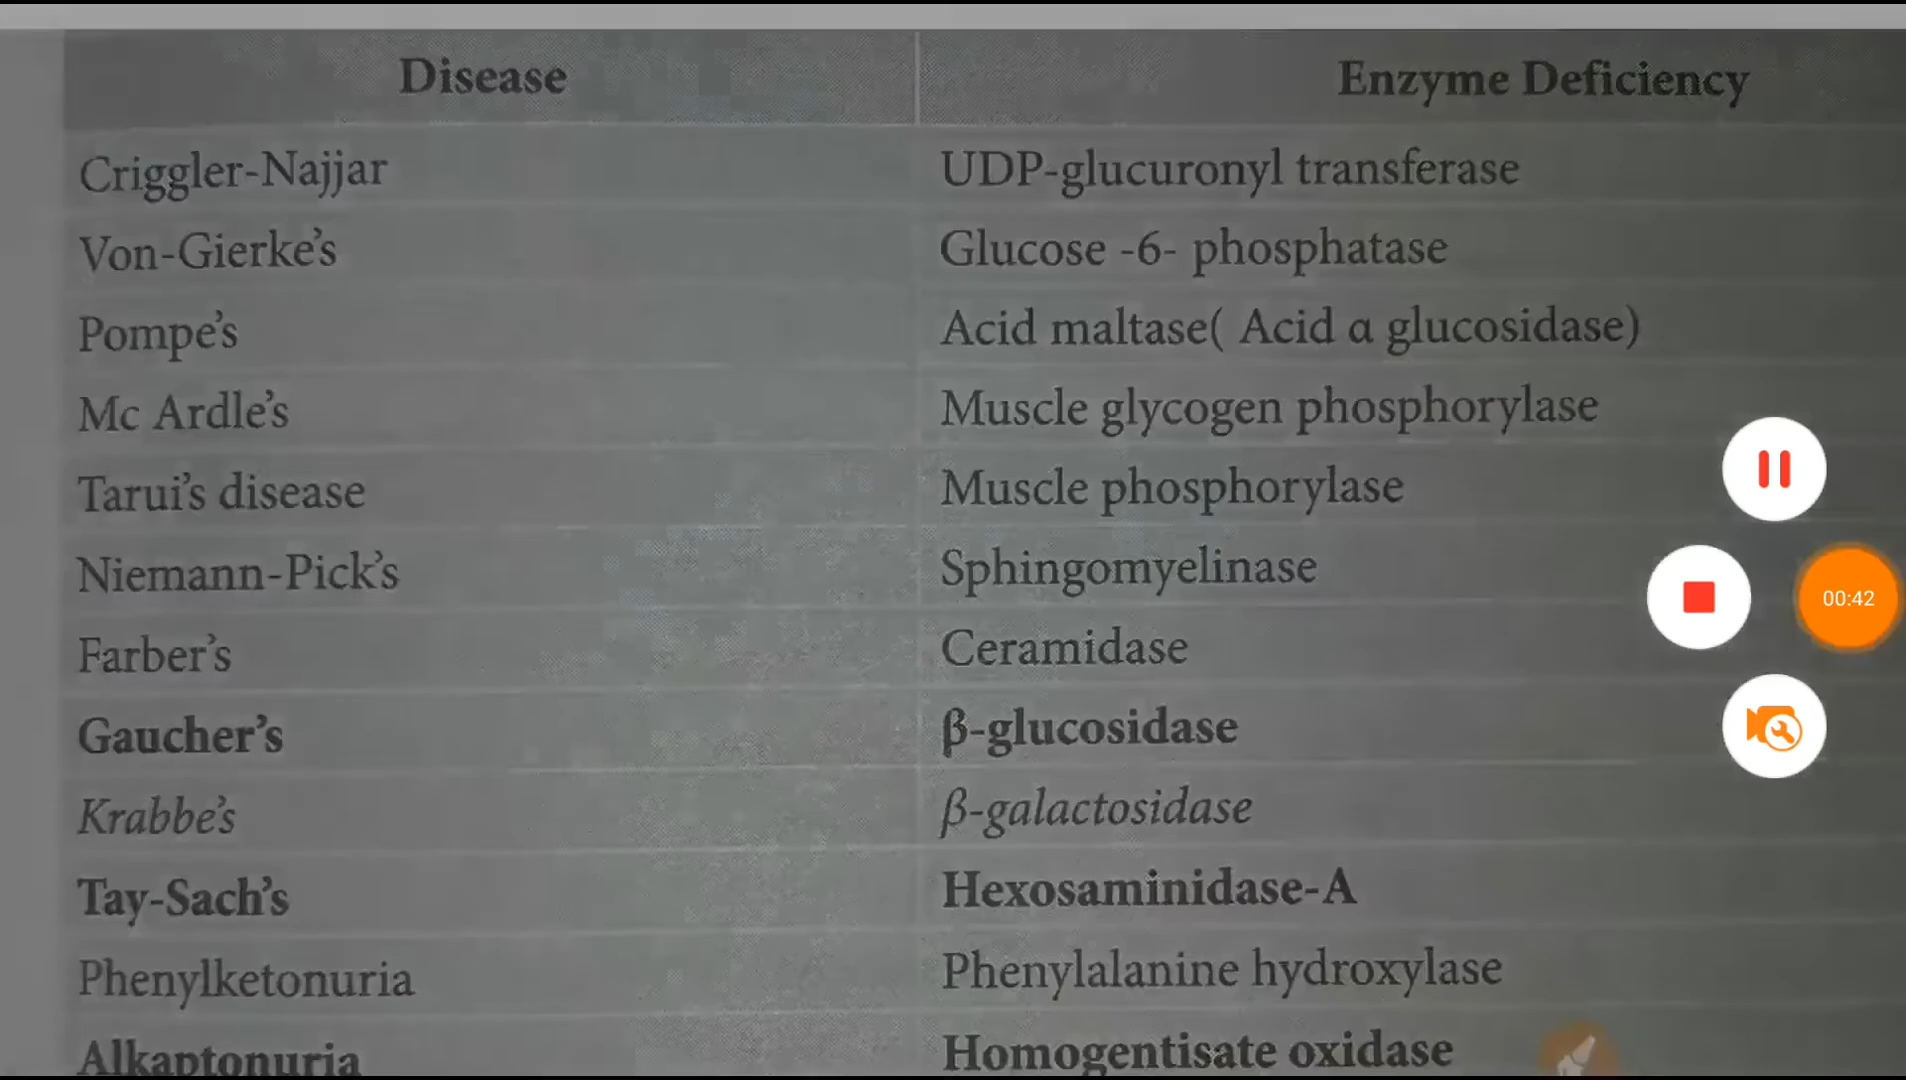 Disease Enzyme Deficiency
Criggler-Najjar UDP-glucuronyl transferase
Von-Gierke's Glucose -6- phosphatase
Pompe's Acid maltase( Acid α glucosidase)
Mc Ardle's Muscle glycogen phosphorylase
Tarui's disease Muscle phosphorylase
Niemann-Pick's Sphingomyelinase
Farber's Ceramidase
Gaucher's β-glucosidase
Krabbe's β-galactosidase
Tay-Sach's Hexosaminidase-A
Phenylketonuria Phenylalanine hydroxylase
Alkaptonuria Homogentisate oxidase
00:42